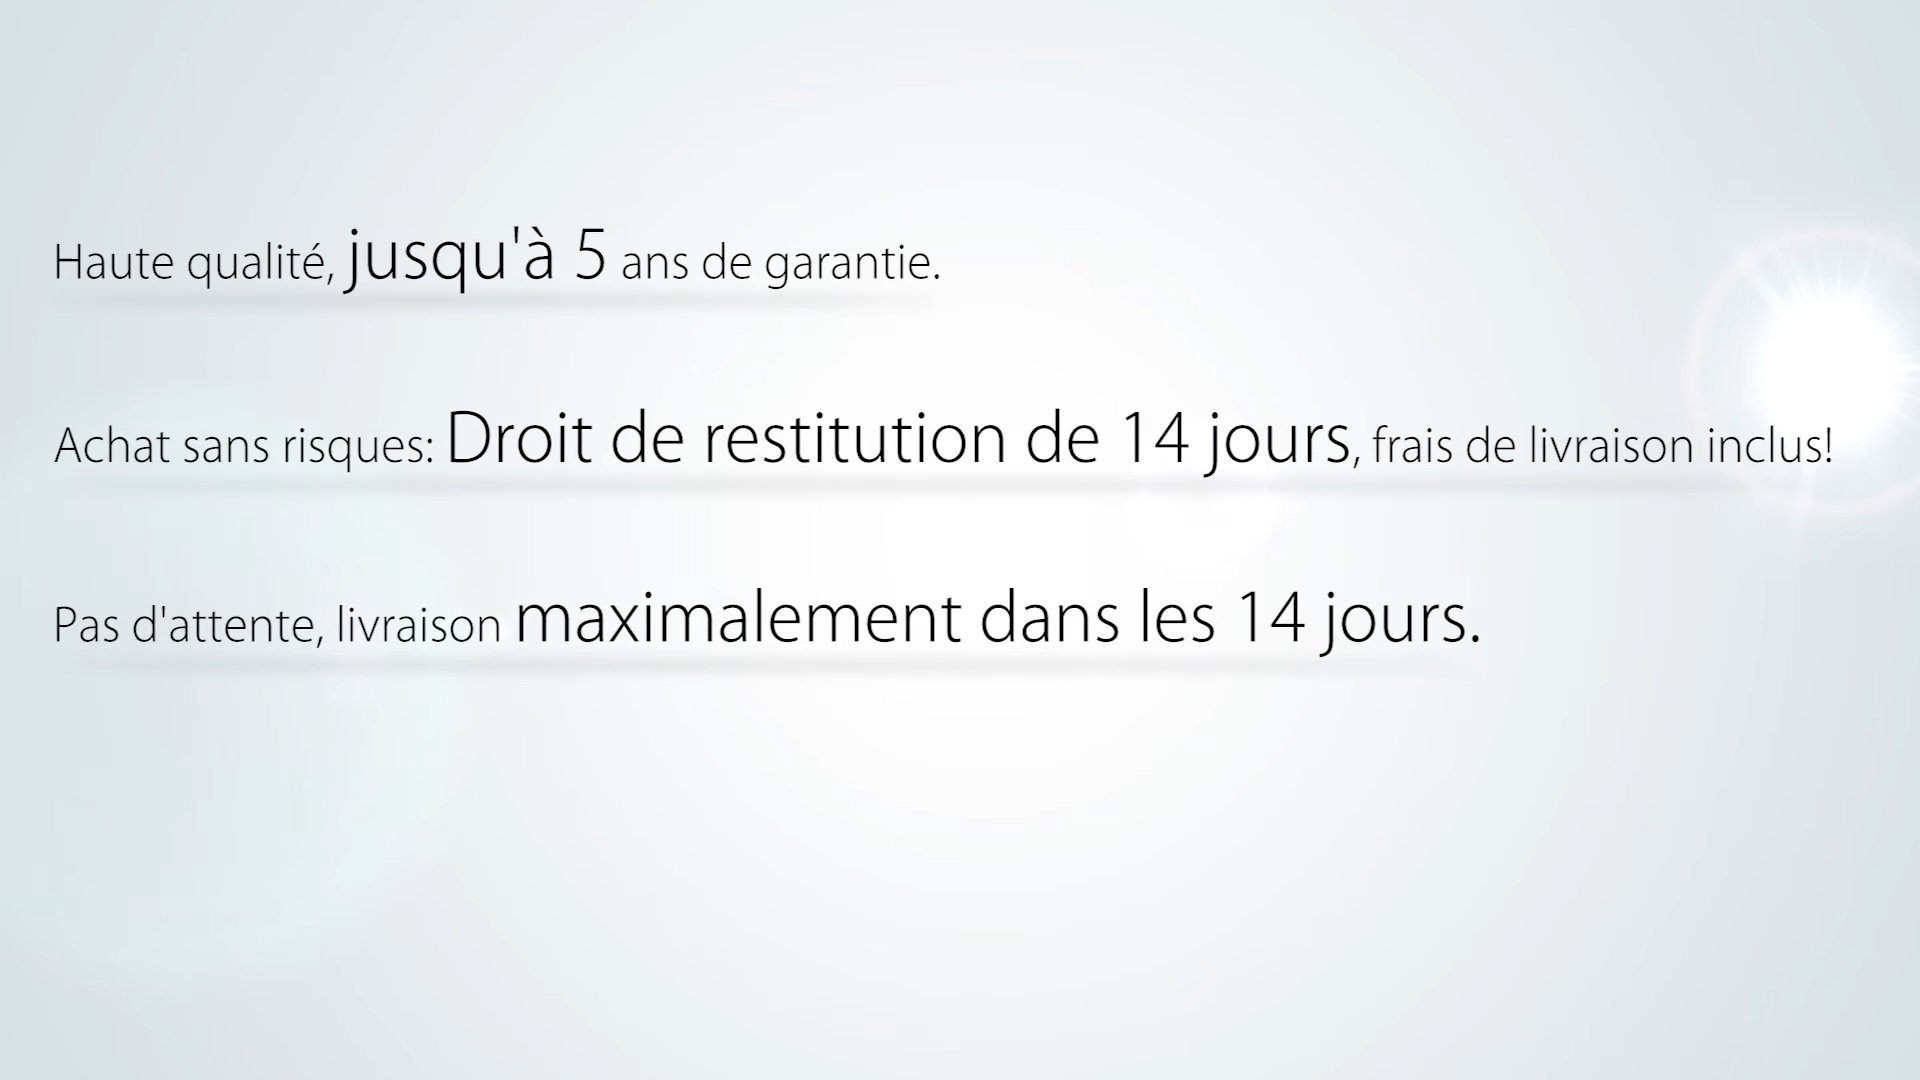 Haute qualité, jusqu'à 5 ans de garantie.
Achat sans risques: Droit de restitution de 14 jours, frais de livraison inclus!
Pas d'attente, livraison maximalement dans les 14 jours.